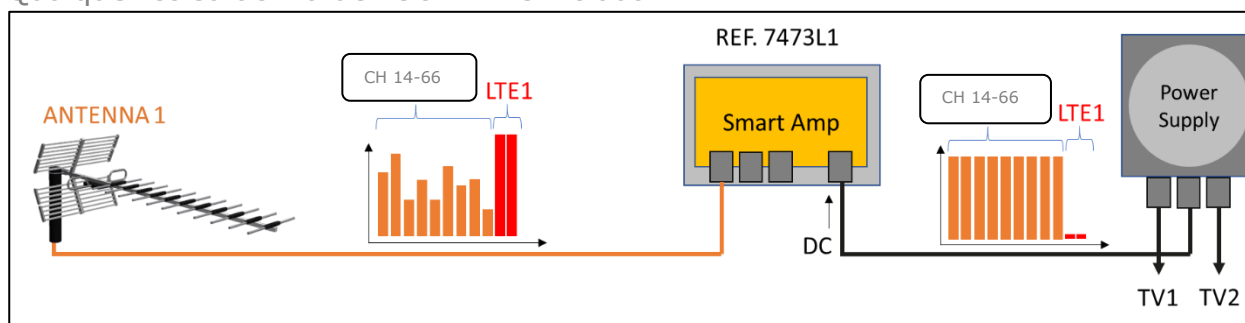 REF. 7473L1
CH 14-66
LTE1
ANTENNA 1
Smart Amp
CH 14-66
LTE1
Power
Supply
DC
TV1
TV2